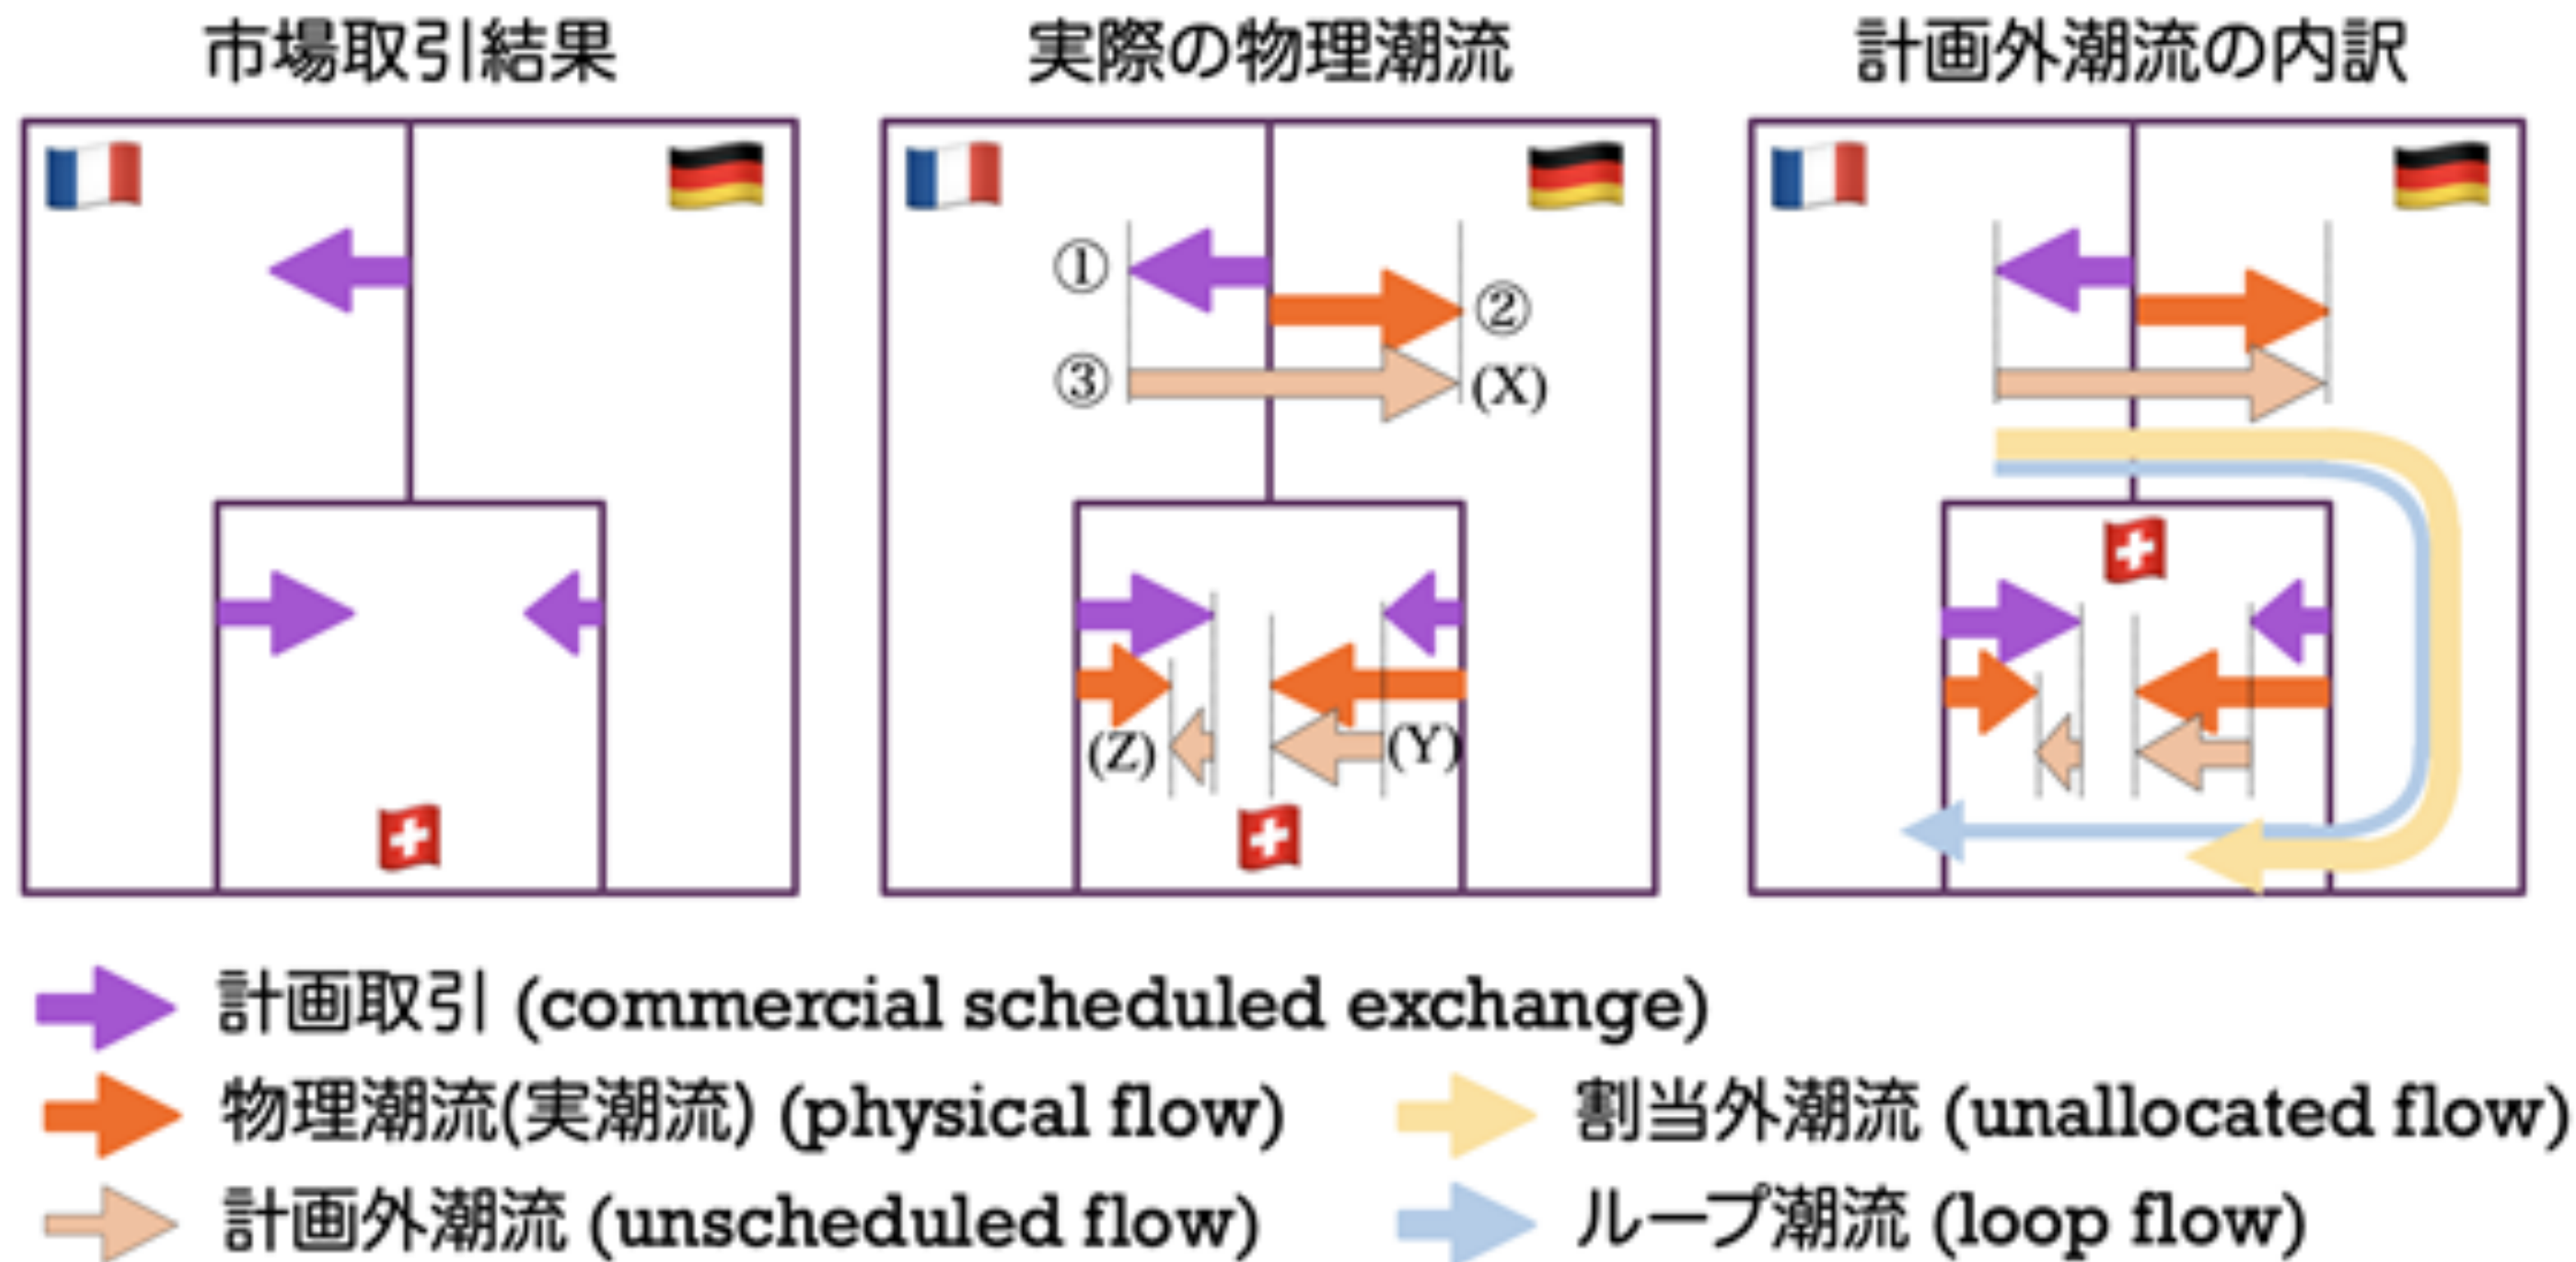 市場取引結果
実際の物理潮流
計画外潮流の内訳
①
②
③
(X)
(Z)
(Y)
計画取引 (commercial scheduled exchange)
物理潮流(実潮流) (physical flow)
割当外潮流 (unallocated flow)
計画外潮流 (unscheduled flow)
ループ潮流 (loop flow)